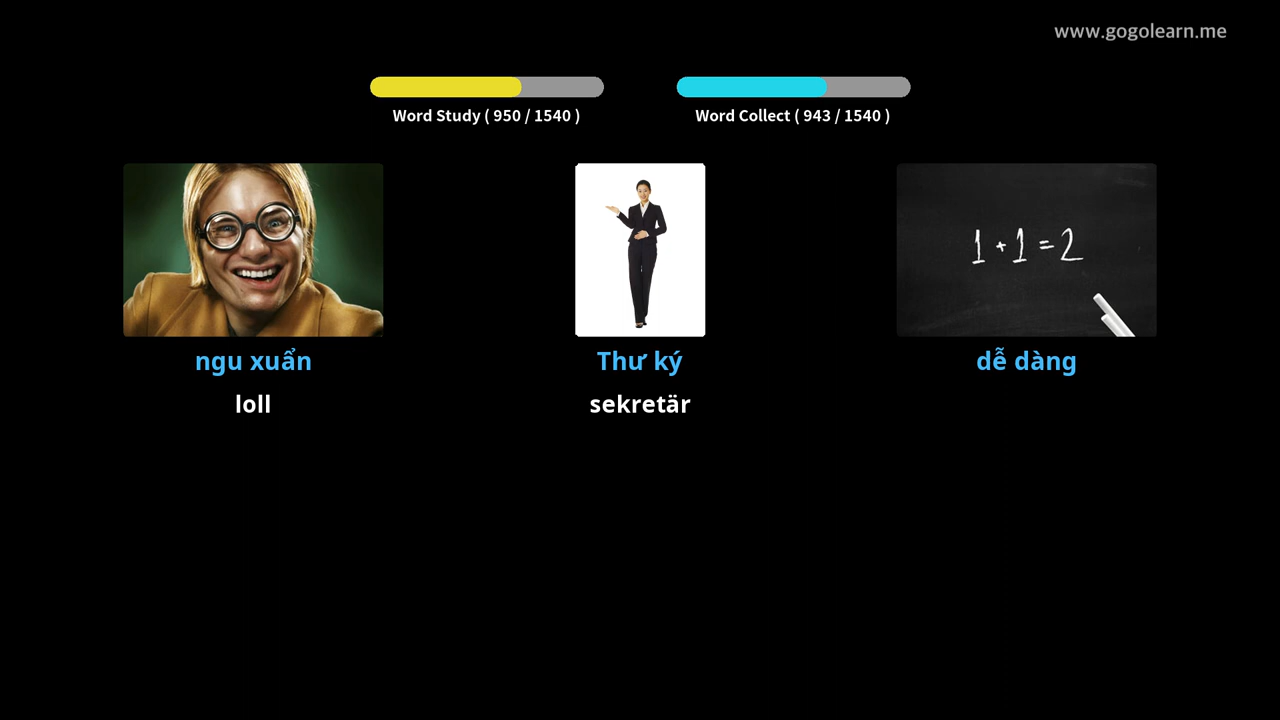 www.gogolearn.me
Word Study ( 950 / 1540 )
Word Collect ( 943 / 1540 )
1 + 1 = 2
ngu xuẩn
Thư ký
dễ dàng
loll
sekretär